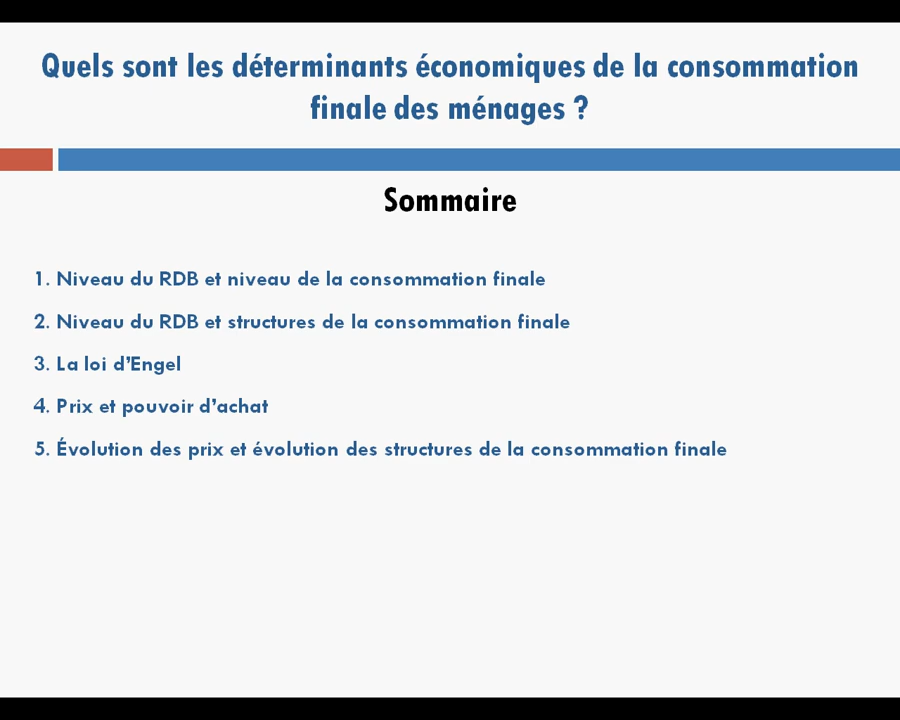 Quels sont les déterminants économiques de la consommation
finale des ménages ?
Sommaire
1. Niveau du RDB et niveau de la consommation finale
2. Niveau du RDB et structures de la consommation finale
3. La loi d’Engel
4. Prix et pouvoir d’achat
5. Évolution des prix et évolution des structures de la consommation finale